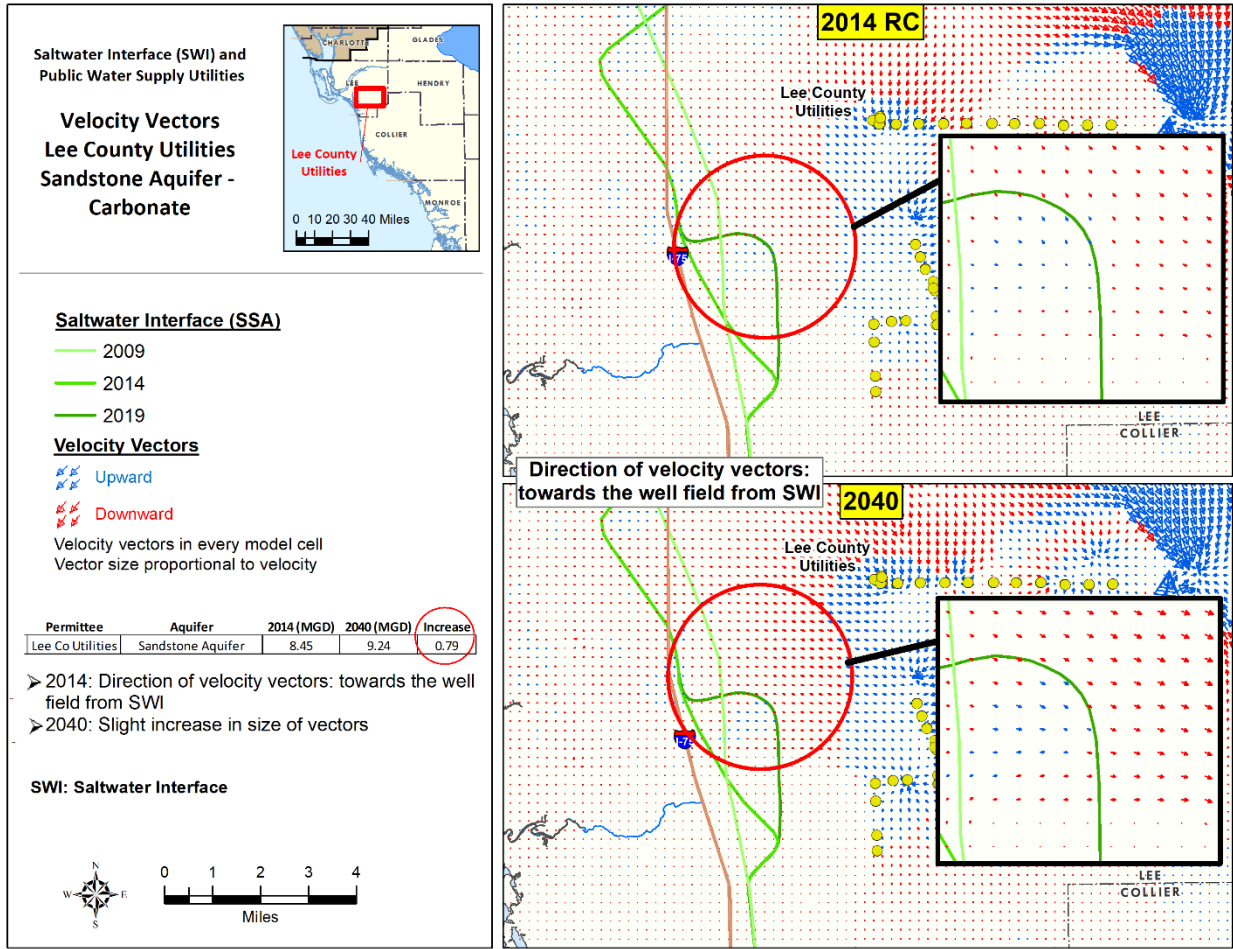 Saltwater Interface (SWI) and
Public Water Supply Utilities
Velocity Vectors
Lee County Utilities
Sandstone Aquifer -
Carbonate
CHARLOTTE
GLADES
LEE
HENDRY
COLLIER
Lee County
Utilities
MONROE
0 10 20 30 40 Miles
Saltwater Interface (SSA)
2009
2014
2019
Velocity Vectors
Upward
Downward
Velocity vectors in every model cell
Vector size proportional to velocity
Permittee Aquifer 2014 (MGD) 2040 (MGD) Increase
Lee Co Utilities Sandstone Aquifer 8.45 9.24 0.79
➢ 2014: Direction of velocity vectors: towards the well
field from SWI
➢ 2040: Slight increase in size of vectors
SWI: Saltwater Interface
N
W E
S
0 1 2 3 4
Miles
2014 RC
Lee County
Utilities
I-75
LEE
COLLIER
Direction of velocity vectors:
towards the well field from SWI
2040
Lee County
Utilities
I-75
LEE
COLLIER